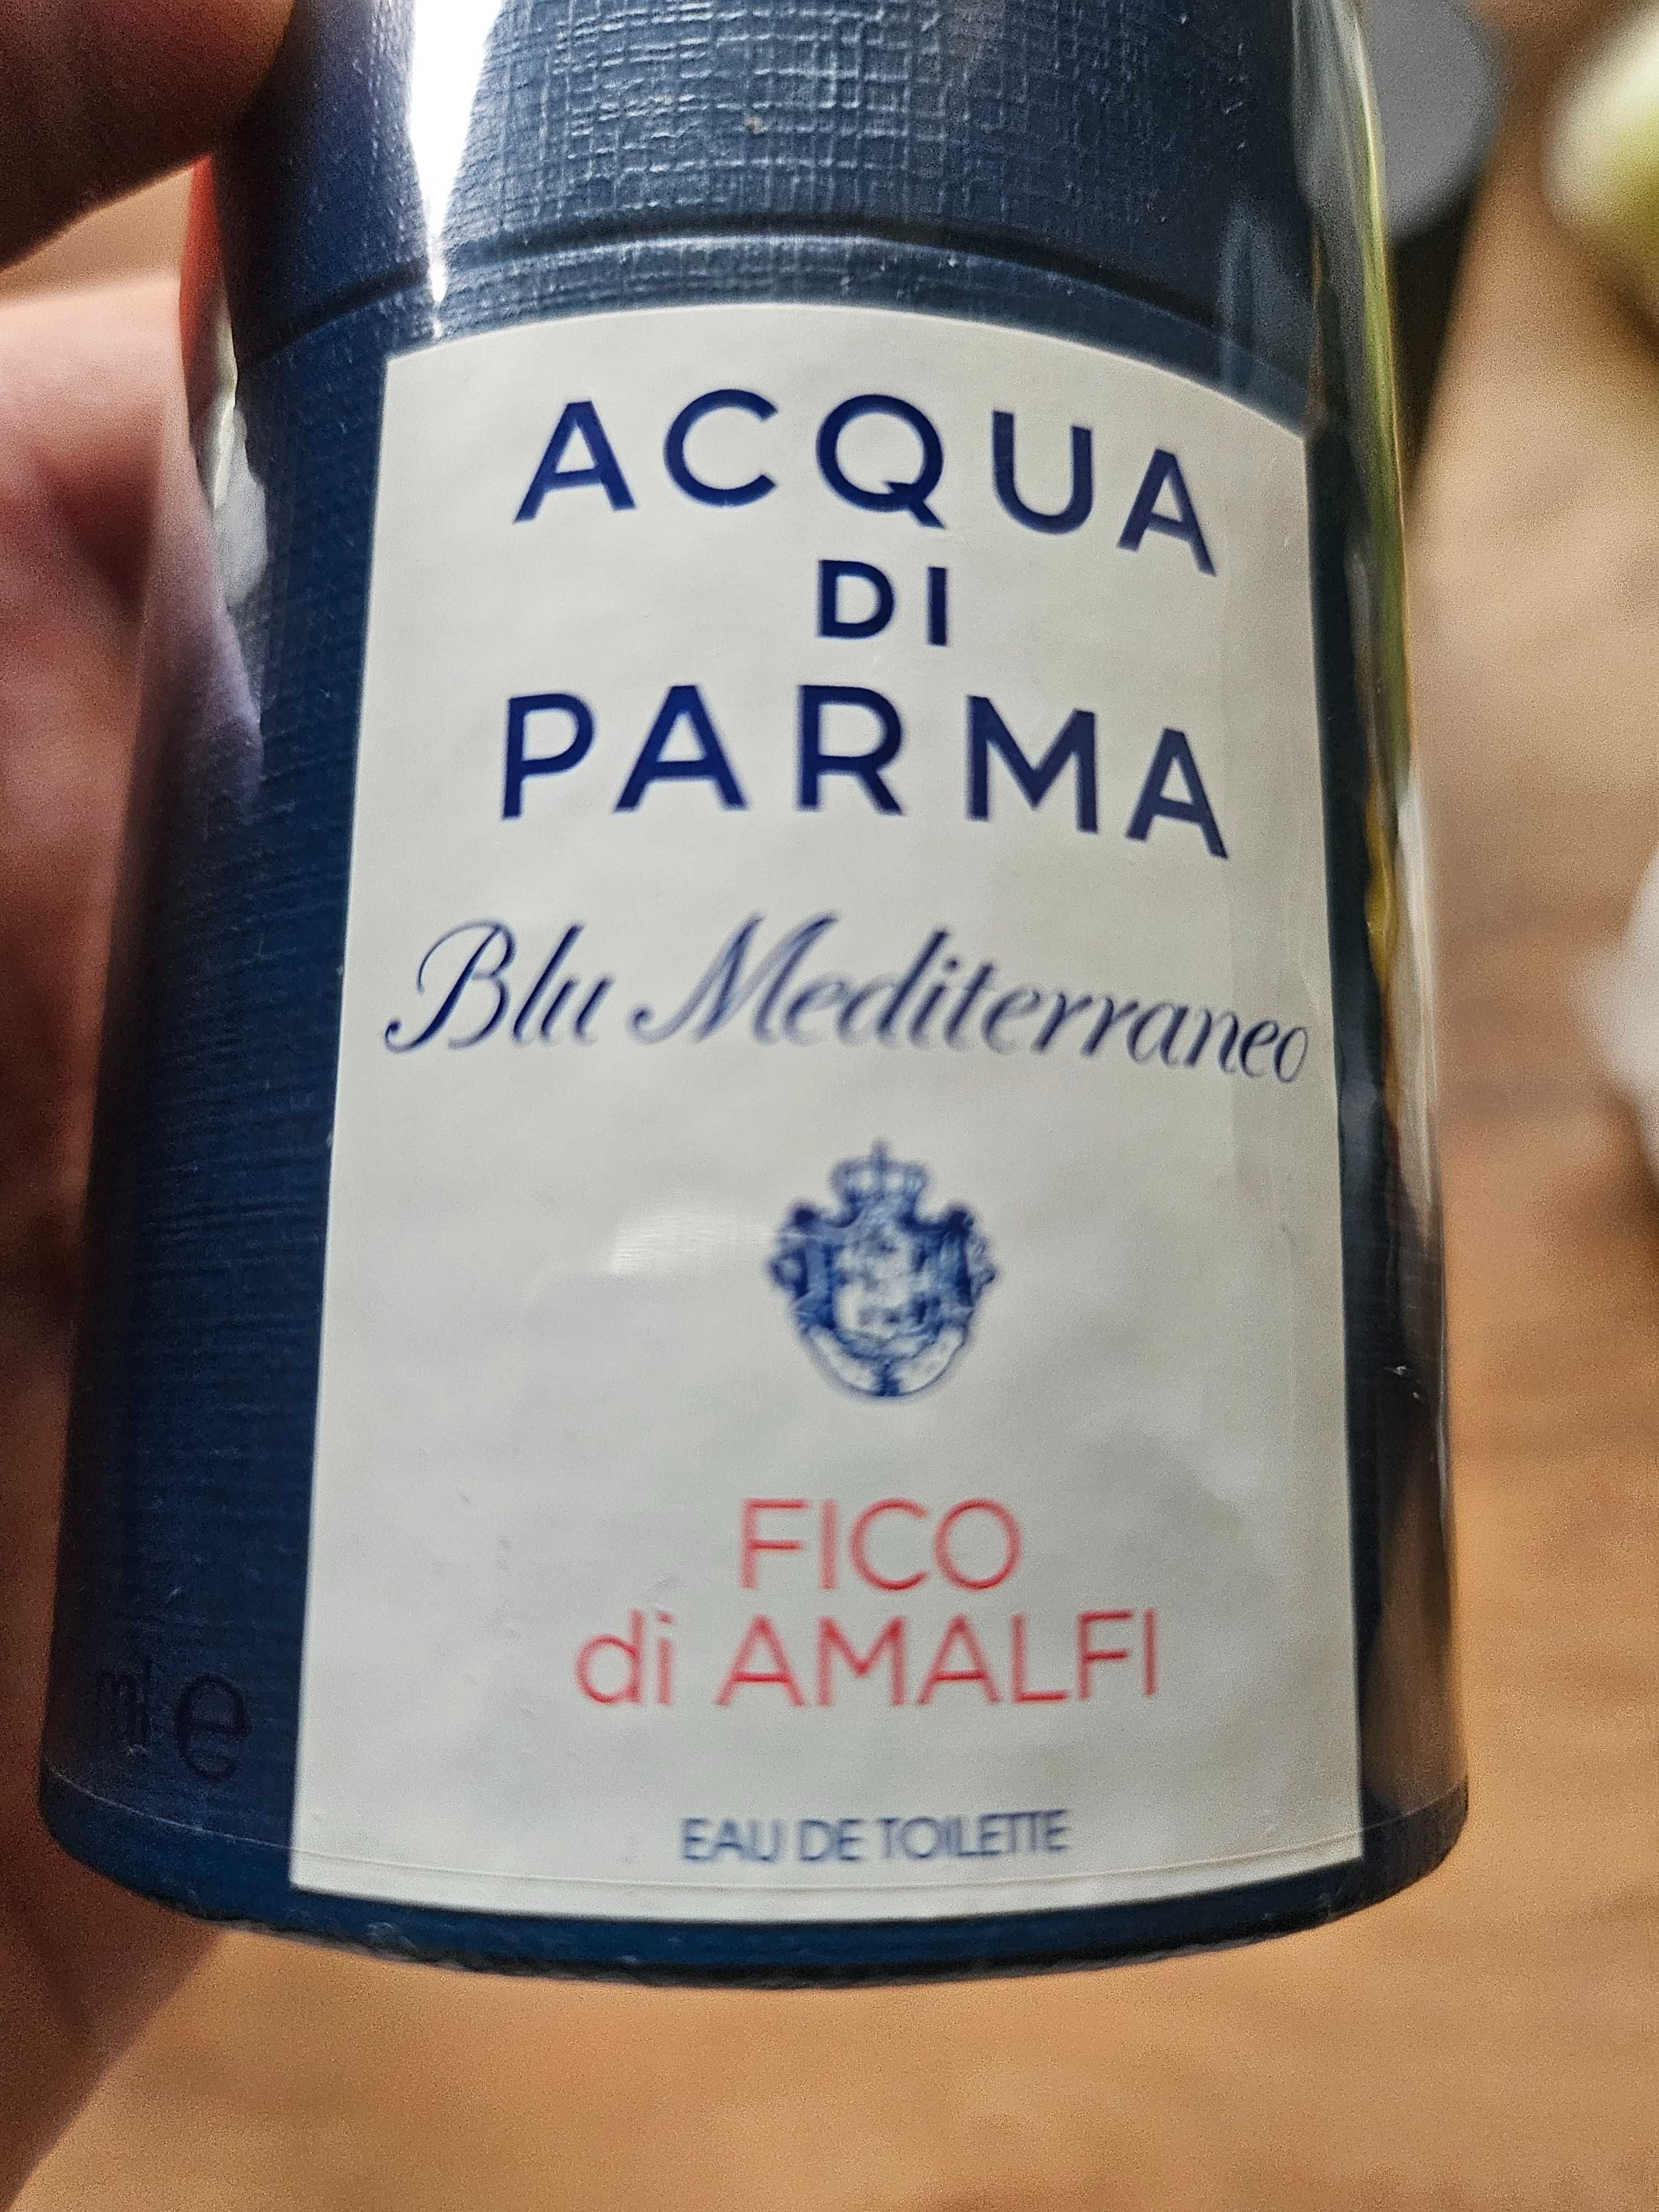 ACQUA
DI
PARMA
Blu Mediterraneo
FICO
di AMALFI
EAU DE TOILETTE
ml e